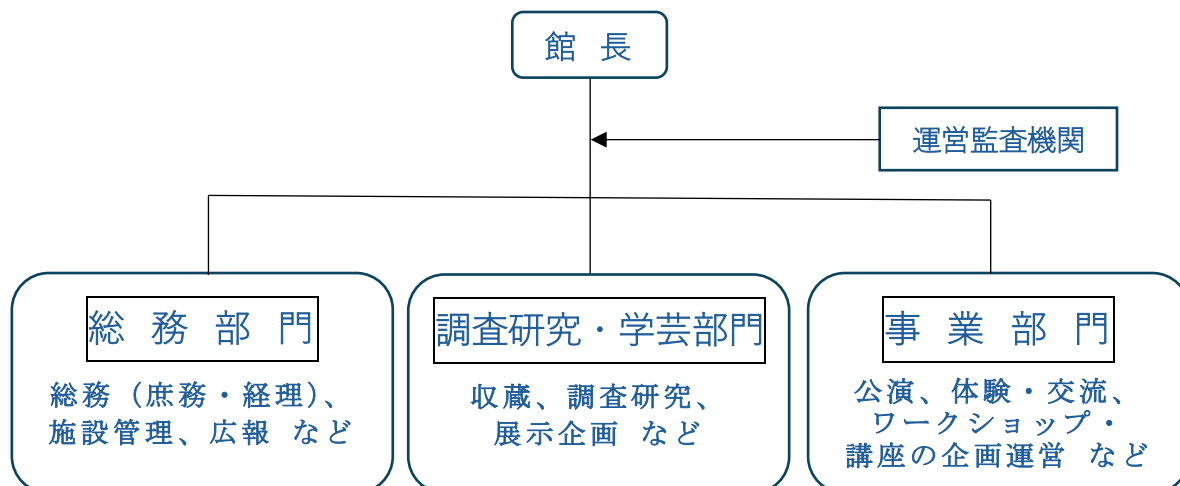 館 長
運営監査機関
総 務 部 門
総務（庶務・経理）、
施設管理、広報 など
調査研究・学芸部門
収蔵、調査研究、
展示企画 など
事 業 部 門
公演、体験・交流、
ワークショップ・
講座の企画運営 など